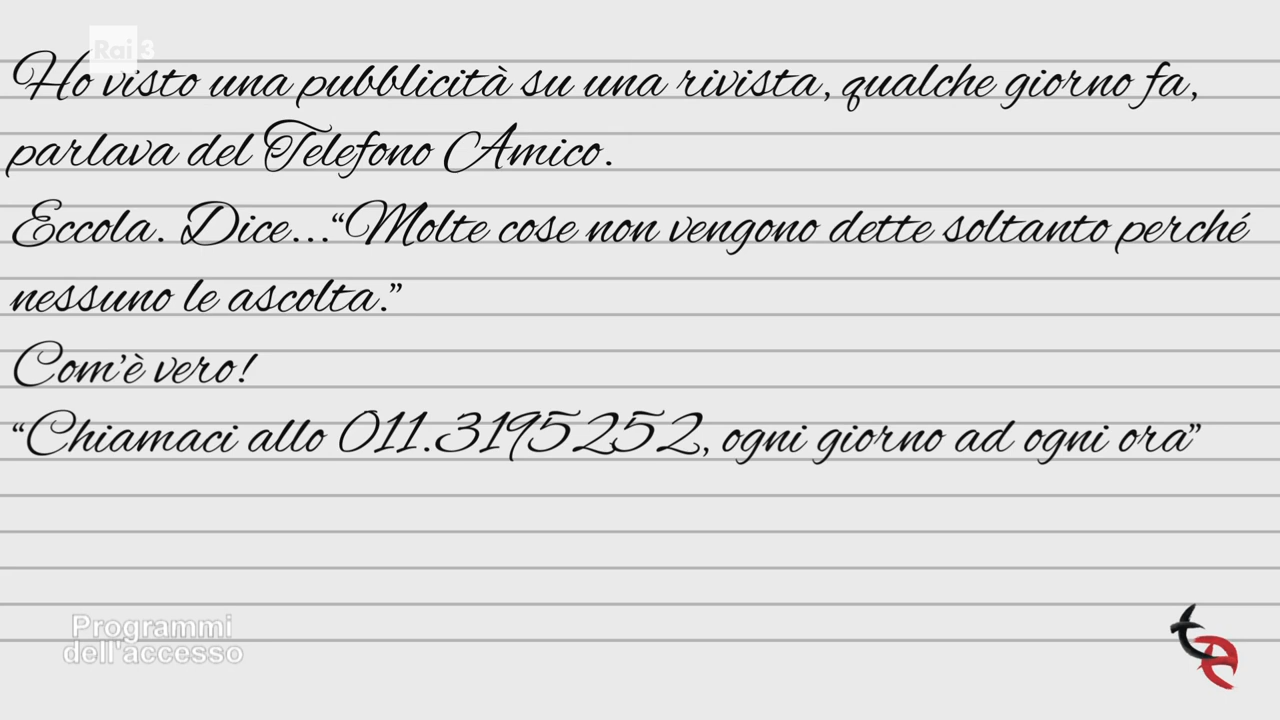 Rai 3
Ho visto una pubblicità su una rivista, qualche giorno fa,
parlava del Telefono Amico.
Eccola. Dice...“Molte cose non vengono dette soltanto perché
nessuno le ascolta.”
Com’è vero!
“Chiamaci allo 011.3195252, ogni giorno ad ogni ora”
Programmi
dell'accesso